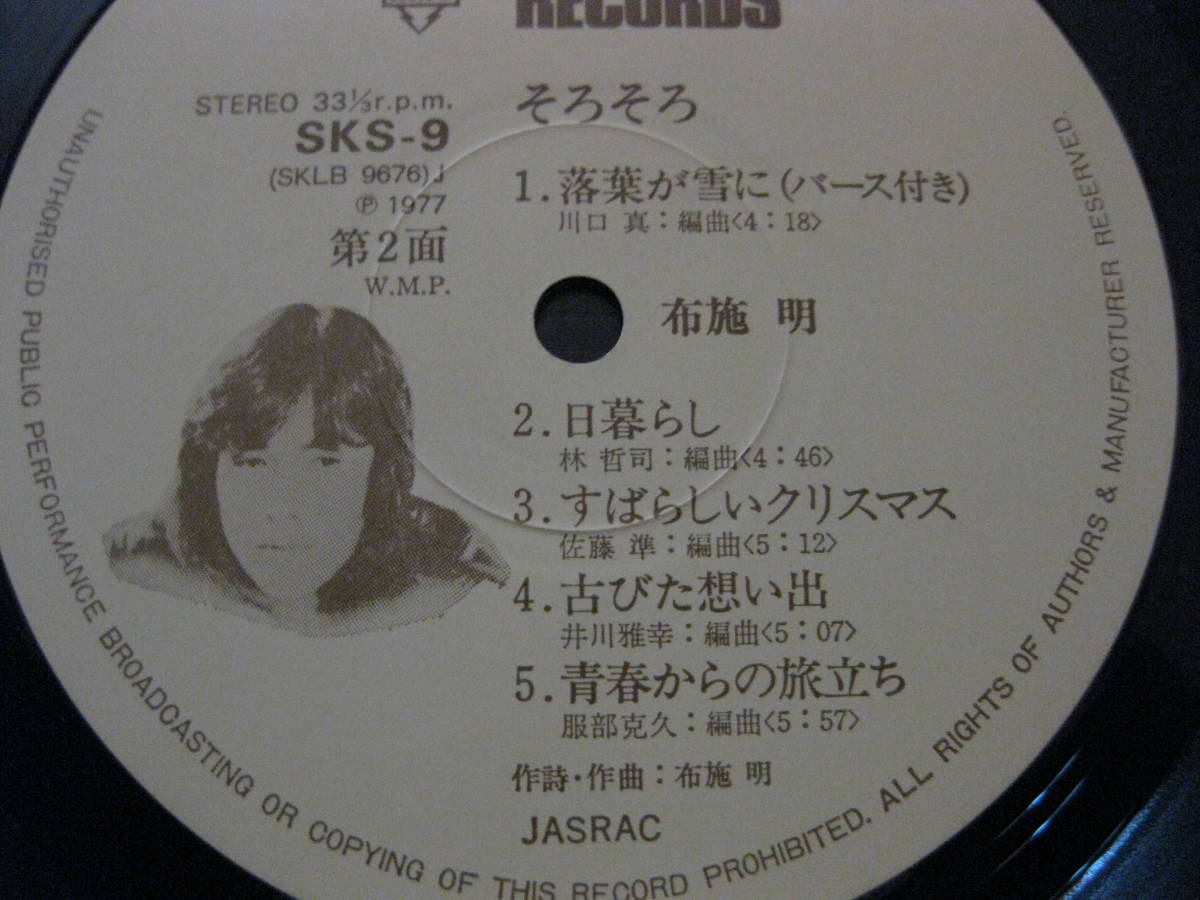 RECORDS
STEREO 33⅓r.p.m.
SKS-9
(SKLB 9676)J
Ⓟ 1977
第2面
W.M.P.
そろそろ
1. 落葉が雪に(バース付き)
川口 真：編曲〈4：18〉
布施 明
2. 日暮らし
林 哲司：編曲〈4：46〉
3. すばらしいクリスマス
佐藤 準：編曲〈5：12〉
4. 古びた想い出
井川雅幸：編曲〈5：07〉
5. 青春からの旅立ち
服部克久：編曲〈5：57〉
作詩・作曲：布施 明
JASRAC
UNAUTHORISED PUBLIC PERFORMANCE BROADCASTING OR COPYING OF THIS RECORD PROHIBITED. ALL RIGHTS OF AUTHORS & MANUFACTURER RESERVED.